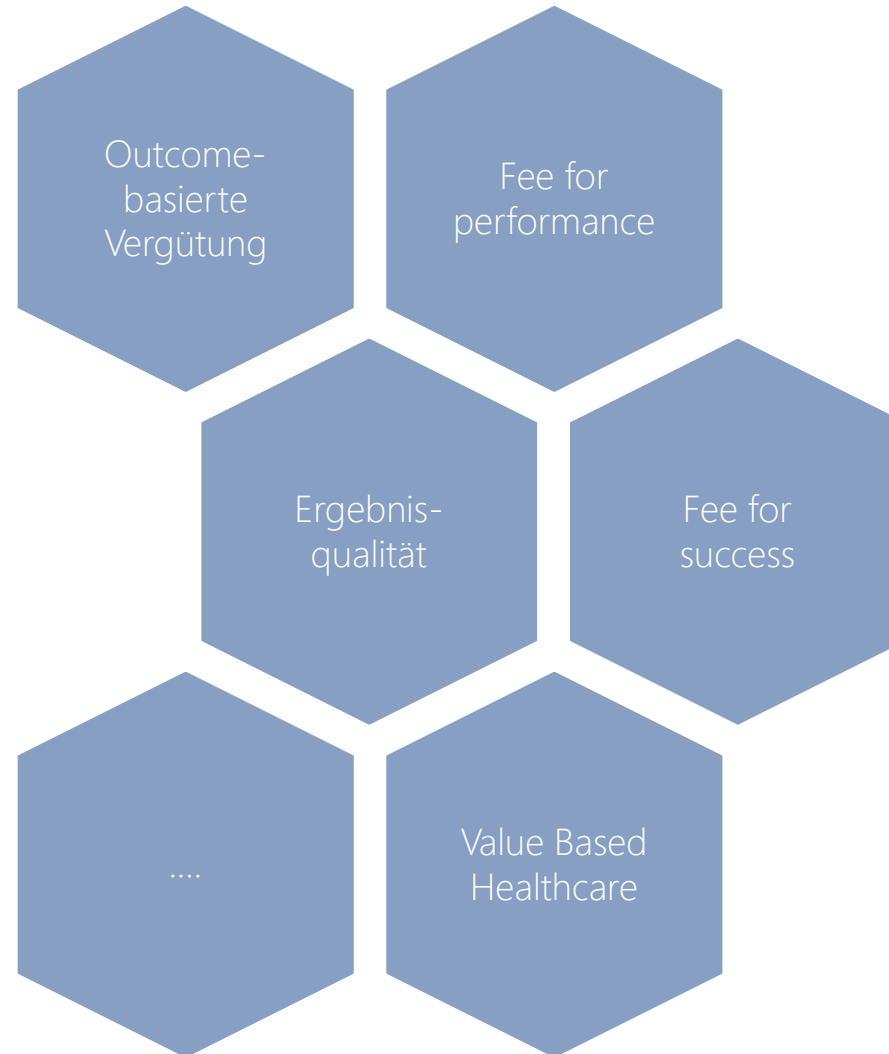 Outcome-
basierte
Vergütung
Fee for
performance
Ergebnis-
qualität
Fee for
success
....
Value Based
Healthcare